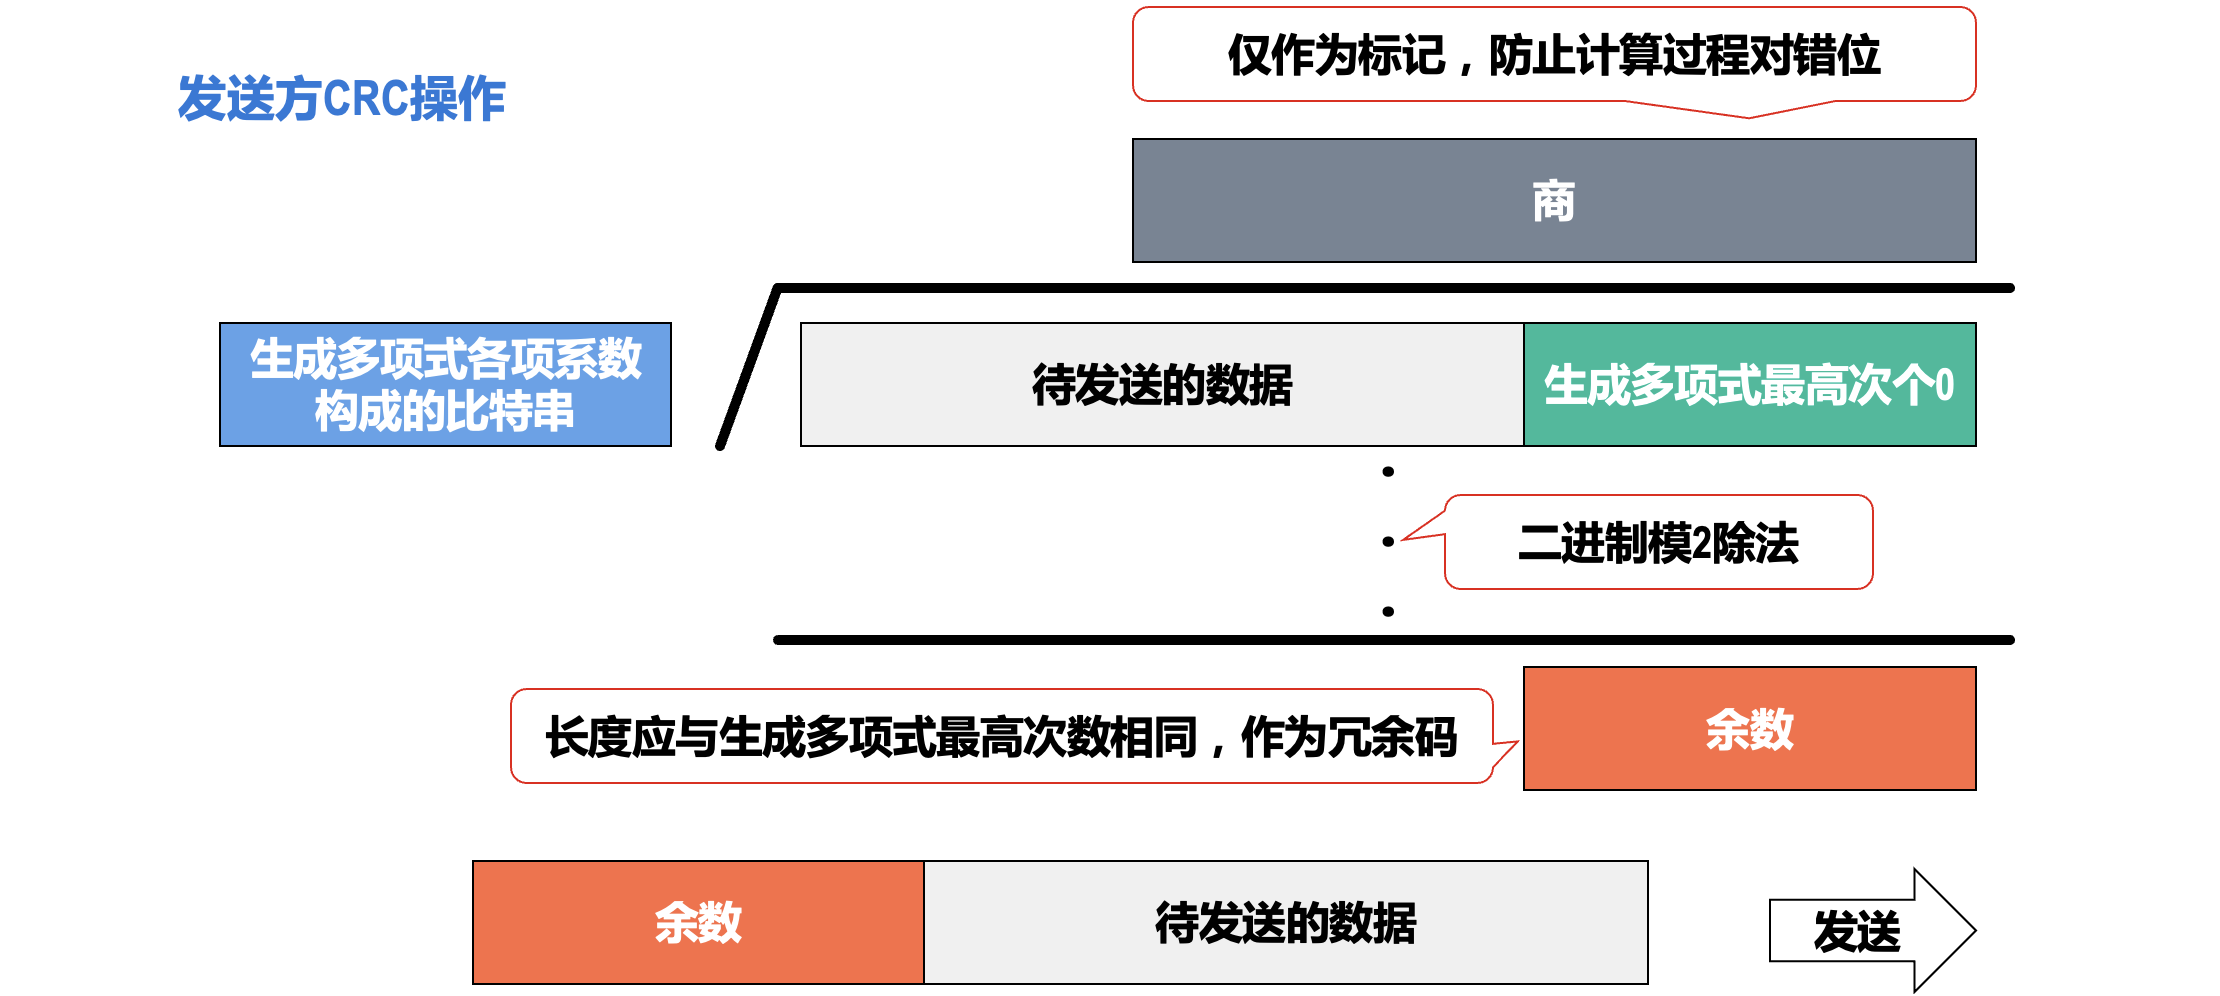 仅作为标记，防止计算过程对错位
发送方CRC操作
商
生成多项式各项系数
构成的比特串
待发送的数据
生成多项式最高次个0
二进制模2除法
长度应与生成多项式最高次数相同，作为冗余码
余数
余数
待发送的数据
发送